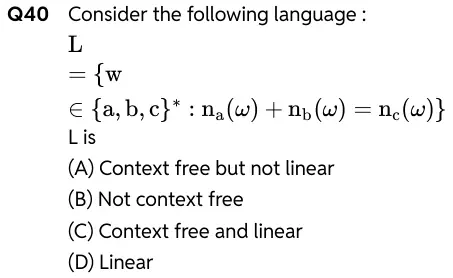 Q40 Consider the following language :
L
= {w
∈ {a, b, c}* : nₐ(ω) + n_b(ω) = n_c(ω)}
L is
(A) Context free but not linear
(B) Not context free
(C) Context free and linear
(D) Linear